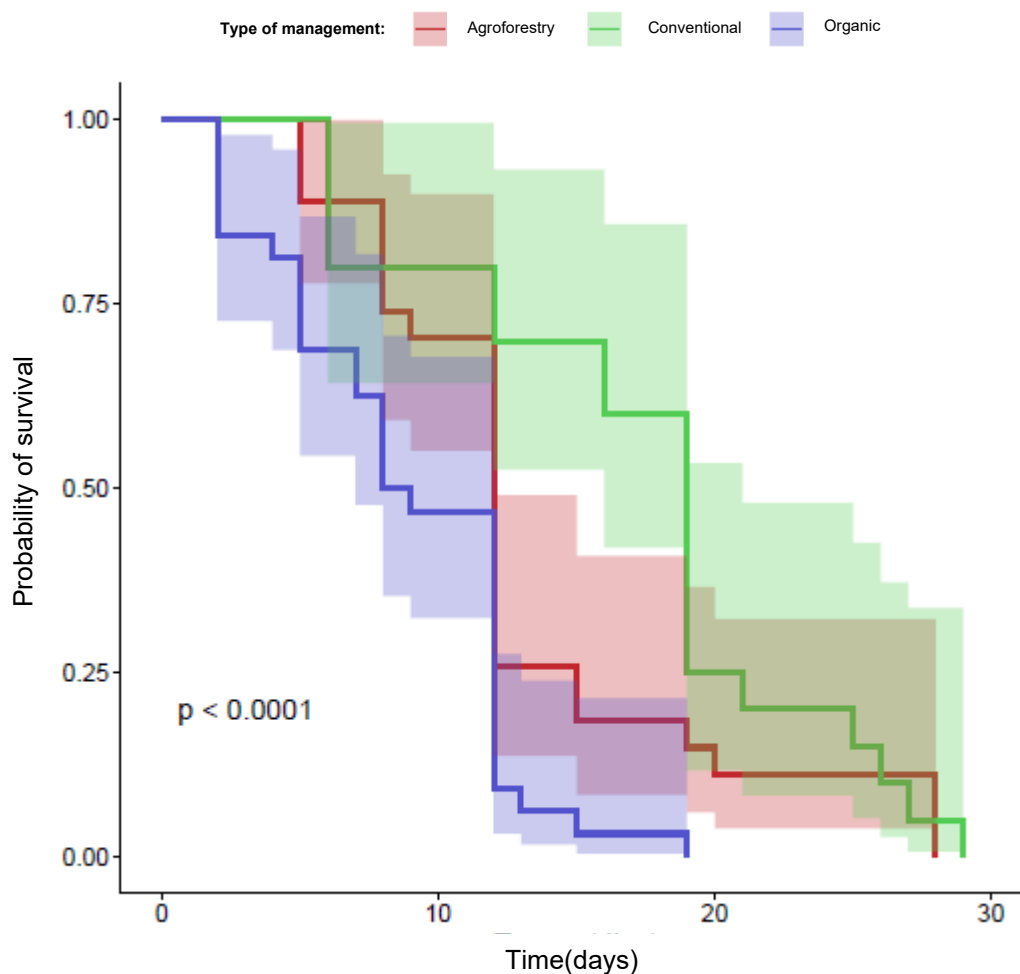 Type of management: Agroforestry Conventional Organic
1.00
0.75
0.50
0.25
0.00
Probability of survival
p < 0.0001
0 10 20 30
Time(days)